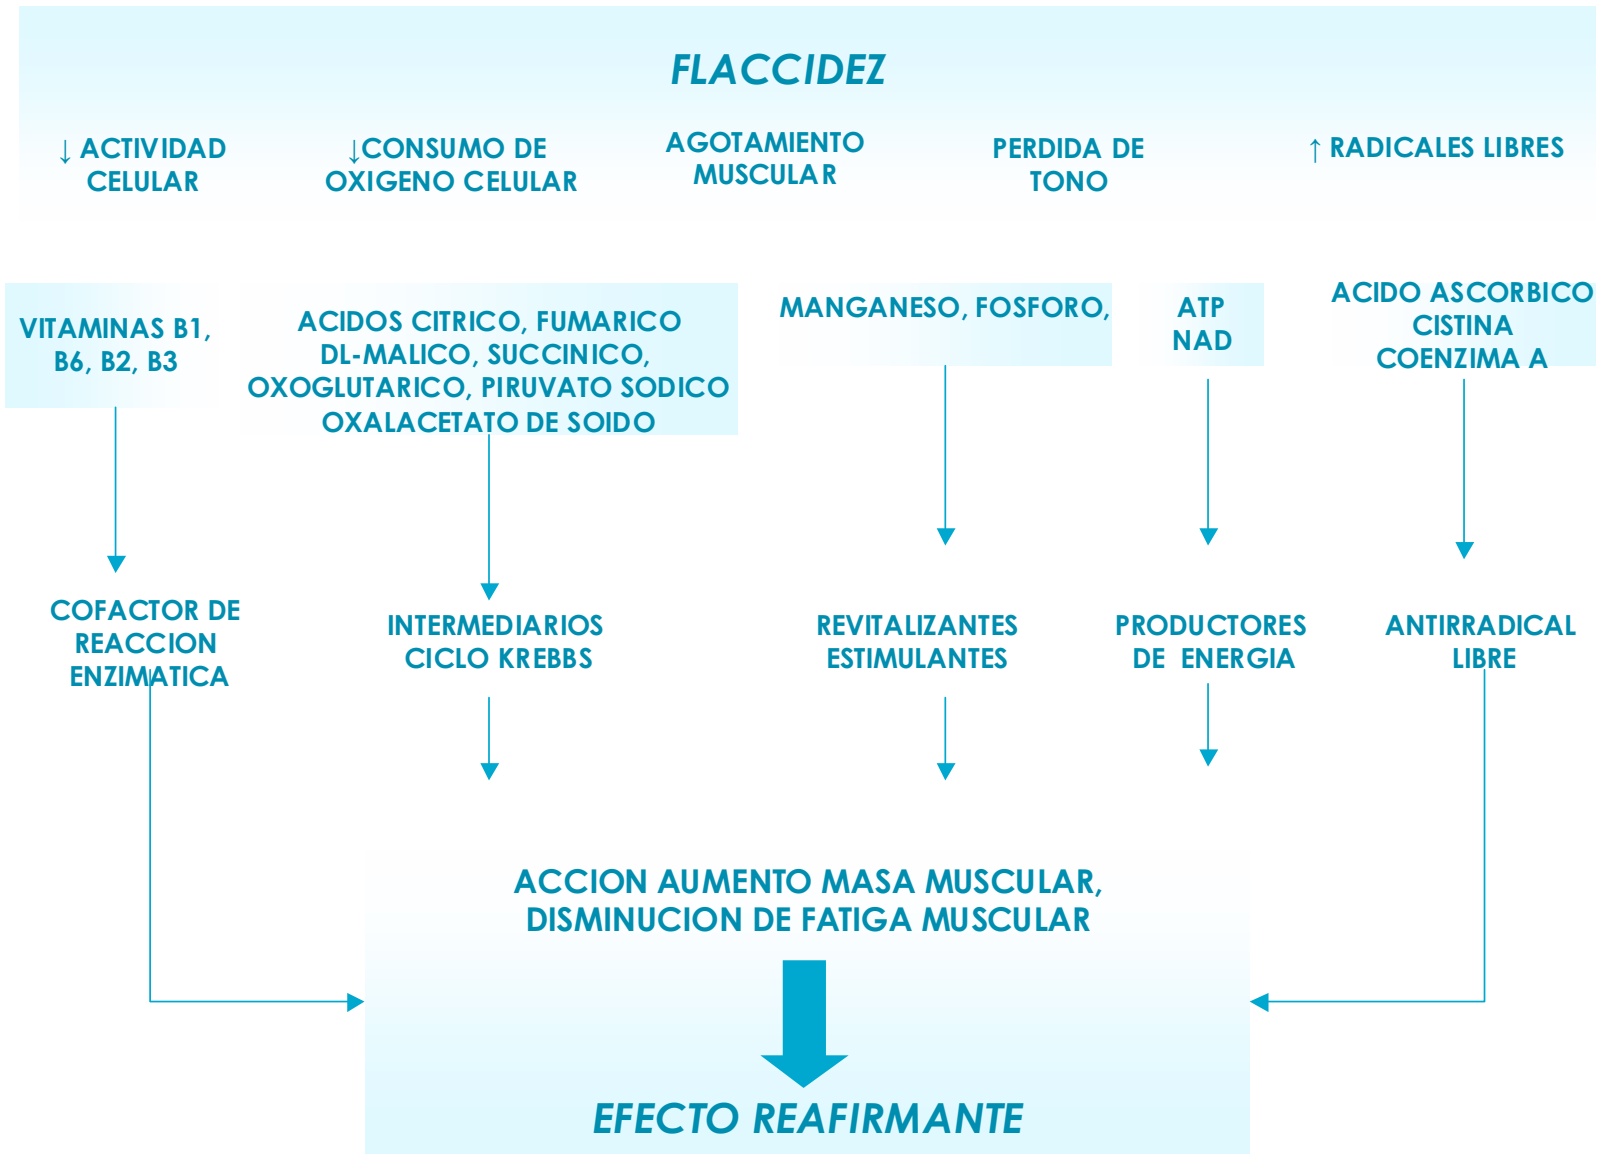 FLACCIDEZ
↓ ACTIVIDAD
CELULAR
↓CONSUMO DE
OXIGENO CELULAR
AGOTAMIENTO
MUSCULAR
PERDIDA DE
TONO
↑ RADICALES LIBRES
VITAMINAS B1,
B6, B2, B3
ACIDOS CITRICO, FUMARICO
DL-MALICO, SUCCINICO,
OXOGLUTARICO, PIRUVATO SODICO
OXALACETATO DE SOIDO
MANGANESO, FOSFORO,
ATP
NAD
ACIDO ASCORBICO
CISTINA
COENZIMA A
COFACTOR DE
REACCION
ENZIMATICA
INTERMEDIARIOS
CICLO KREBBS
REVITALIZANTES
ESTIMULANTES
PRODUCTORES
DE ENERGIA
ANTIRRADICAL
LIBRE
ACCION AUMENTO MASA MUSCULAR,
DISMINUCION DE FATIGA MUSCULAR
EFECTO REAFIRMANTE